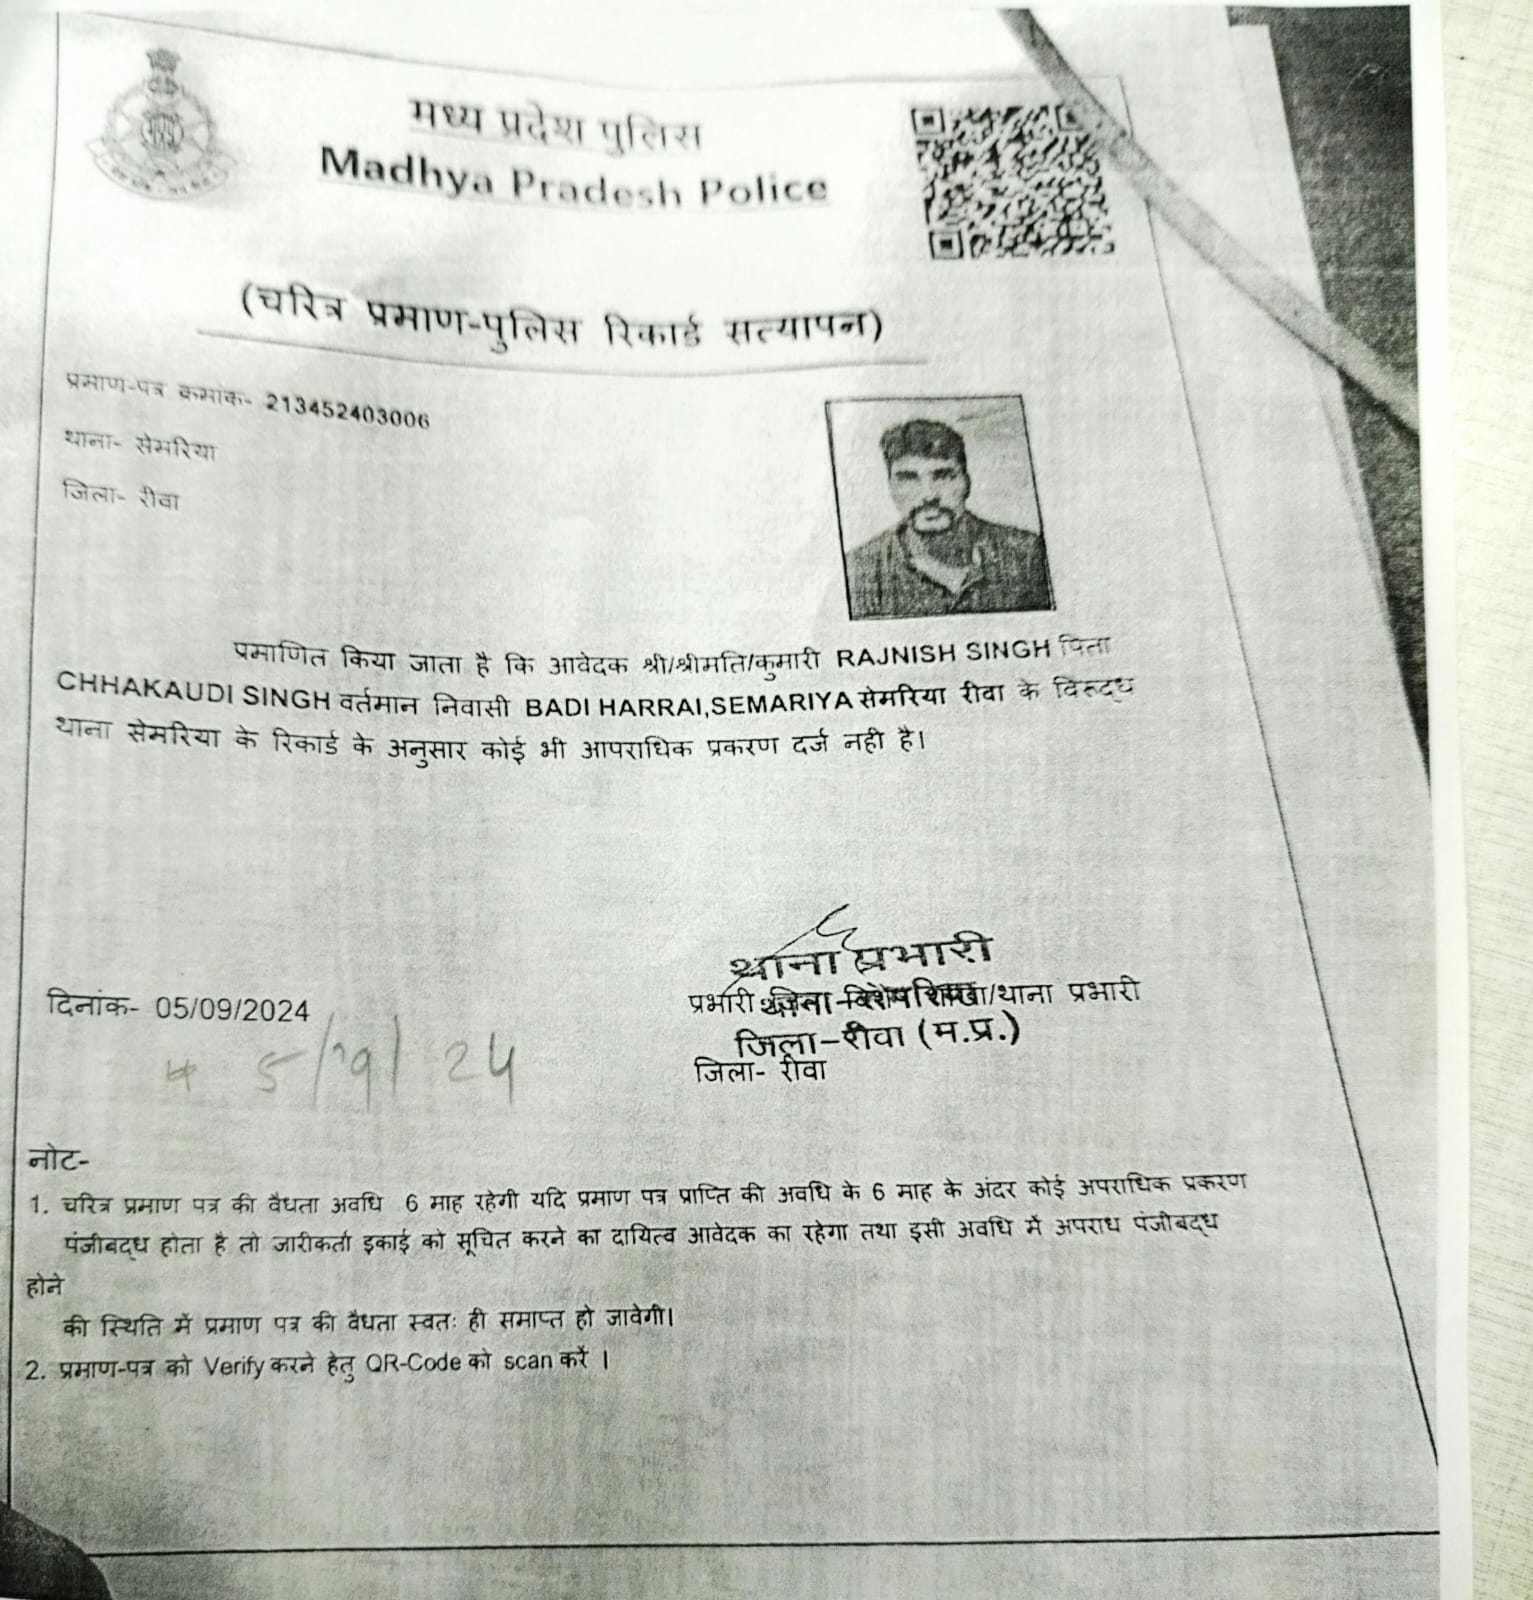 मध्य प्रदेश पुलिस
Madhya Pradesh Police
(चरित्र प्रमाण-पुलिस रिकार्ड सत्यापन)
प्रमाण-पत्र क्रमांक- 213452403006
थाना- सेमरिया
जिला- रीवा
प्रमाणित किया जाता है कि आवेदक श्री/श्रीमति/कुमारी RAJNISH SINGH पिता
CHHAKAUDI SINGH वर्तमान निवासी BADI HARRAI,SEMARIYA सेमरिया रीवा के विरूद्ध
थाना सेमरिया के रिकार्ड के अनुसार कोई भी आपराधिक प्रकरण दर्ज नही है।
थाना प्रभारी
दिनांक- 05/09/2024
प्रभारी जिला विशेष शाखा/थाना प्रभारी
जिला-रीवा (म.प्र.)
जिला- रीवा
5/9/24
नोट-
1. चरित्र प्रमाण पत्र की वैधता अवधि 6 माह रहेगी यदि प्रमाण पत्र प्राप्ति की अवधि के 6 माह के अंदर कोई अपराधिक प्रकरण
पंजीबद्ध होता है तो जारीकर्ता इकाई को सूचित करने का दायित्व आवेदक का रहेगा तथा इसी अवधि में अपराध पंजीबद्ध
होने
की स्थिति में प्रमाण पत्र की वैधता स्वतः ही समाप्त हो जावेगी।
2. प्रमाण-पत्र को Verify करने हेतु QR-Code को scan करें ।